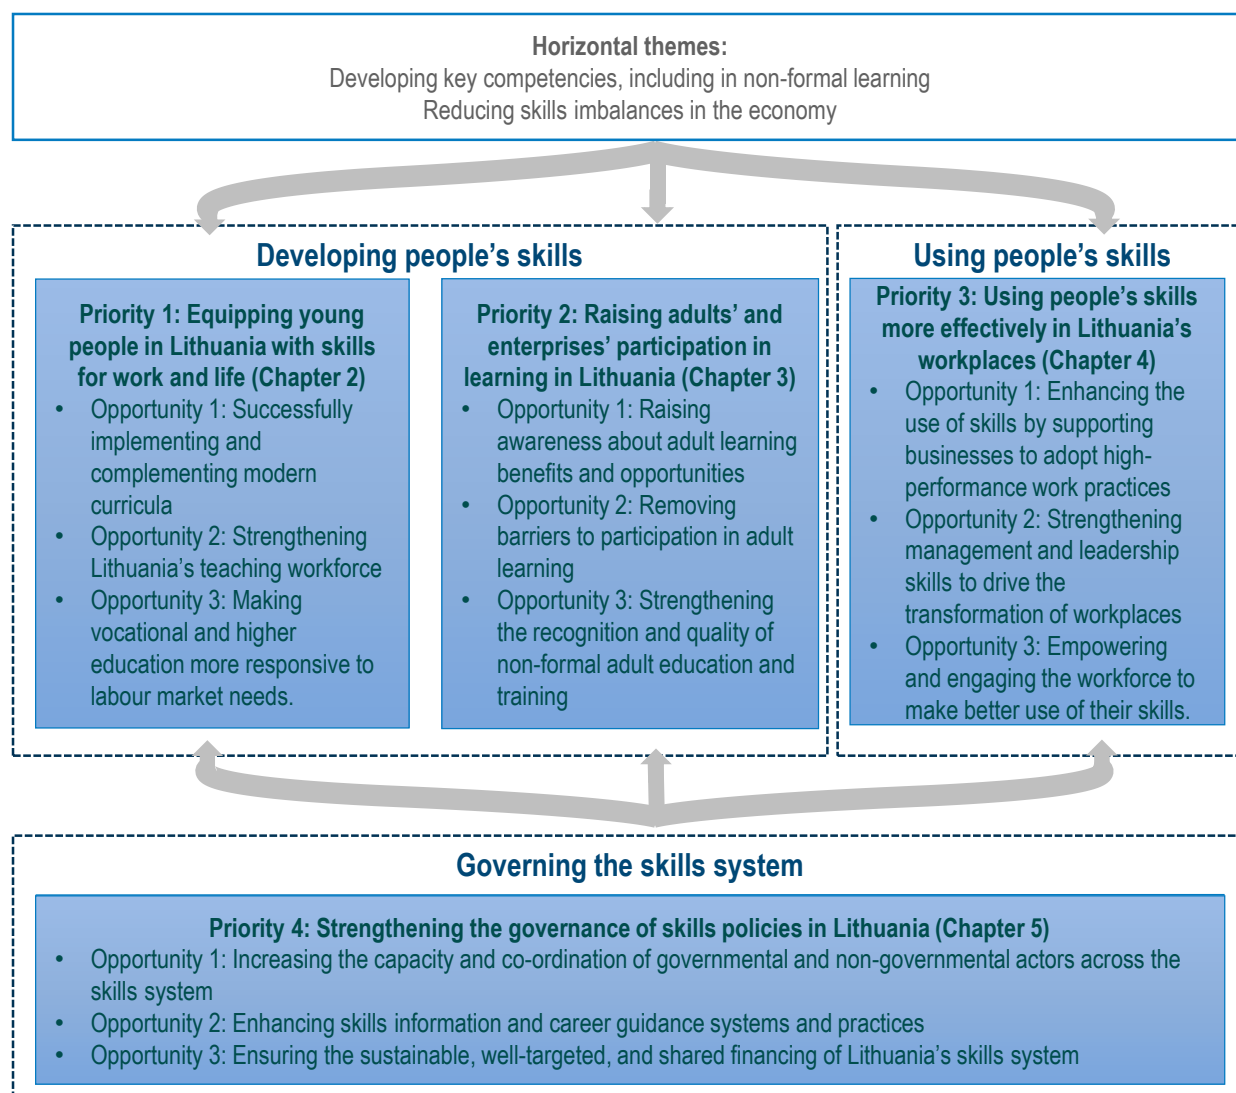 Horizontal themes:
Developing key competencies, including in non-formal learning
Reducing skills imbalances in the economy
Developing people’s skills
Priority 1: Equipping young
people in Lithuania with skills
for work and life (Chapter 2)
• Opportunity 1: Successfully
implementing and
complementing modern
curricula
• Opportunity 2: Strengthening
Lithuania’s teaching workforce
• Opportunity 3: Making
vocational and higher
education more responsive to
labour market needs.
Priority 2: Raising adults’ and
enterprises’ participation in
learning in Lithuania (Chapter 3)
• Opportunity 1: Raising
awareness about adult learning
benefits and opportunities
• Opportunity 2: Removing
barriers to participation in adult
learning
• Opportunity 3: Strengthening
the recognition and quality of
non-formal adult education and
training
Using people’s skills
Priority 3: Using people’s skills
more effectively in Lithuania’s
workplaces (Chapter 4)
• Opportunity 1: Enhancing the
use of skills by supporting
businesses to adopt high-
performance work practices
• Opportunity 2: Strengthening
management and leadership
skills to drive the
transformation of workplaces
• Opportunity 3: Empowering
and engaging the workforce to
make better use of their skills.
Governing the skills system
Priority 4: Strengthening the governance of skills policies in Lithuania (Chapter 5)
• Opportunity 1: Increasing the capacity and co-ordination of governmental and non-governmental actors across the
skills system
• Opportunity 2: Enhancing skills information and career guidance systems and practices
• Opportunity 3: Ensuring the sustainable, well-targeted, and shared financing of Lithuania’s skills system